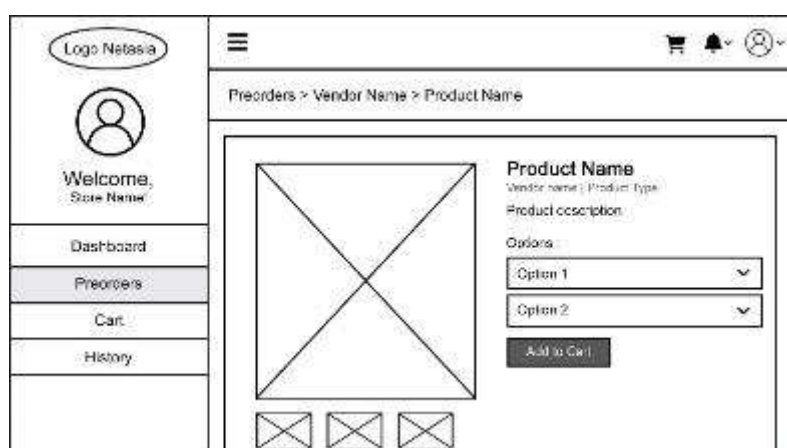 Logo Netasia
Welcome,
Store Name!
Dashboard
Preorders
Cart
History
Preorders > Vendor Name > Product Name
Product Name
Vendor name | Product Type
Product description
Options
Option 1
Option 2
Add to Cart